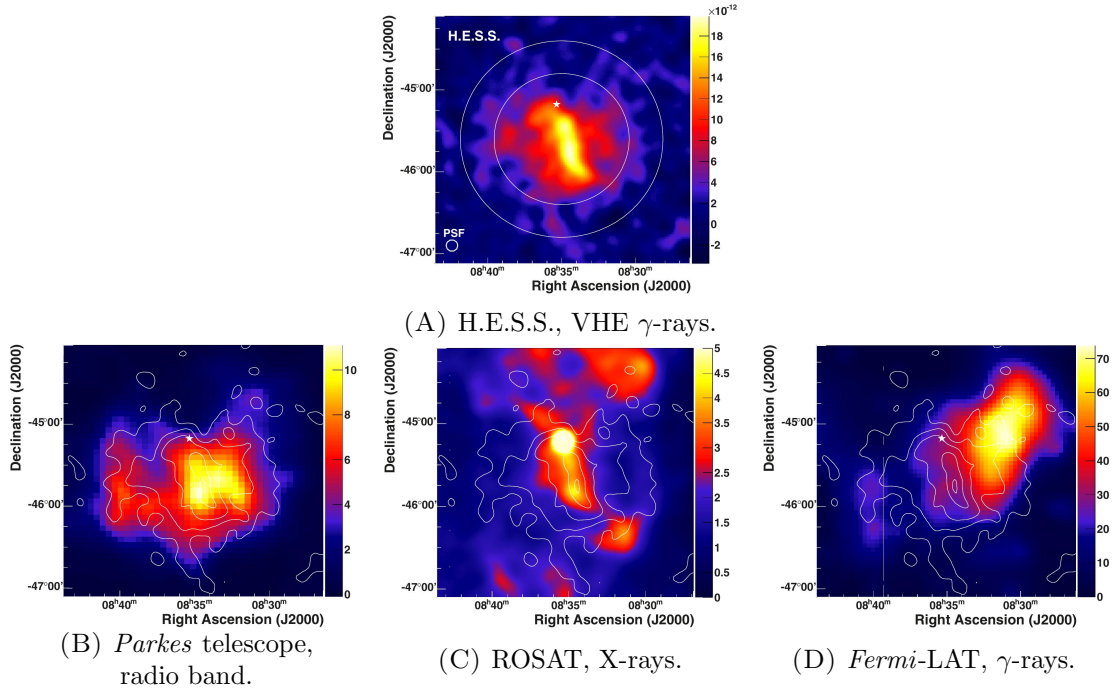 ×10⁻¹²
H.E.S.S.
Declination (J2000)
-45°00'
-46°00'
-47°00'
PSF
18
16
14
12
10
8
6
4
2
0
-2
08ʰ40ᵐ 08ʰ35ᵐ 08ʰ30ᵐ
Right Ascension (J2000)
(A) H.E.S.S., VHE γ-rays.
Declination (J2000)
-45°00'
-46°00'
-47°00'
10
8
6
4
2
0
08ʰ40ᵐ 08ʰ35ᵐ 08ʰ30ᵐ
Right Ascension (J2000)
(B) Parkes telescope,
radio band.
Declination (J2000)
-45°00'
-46°00'
-47°00'
5
4.5
4
3.5
3
2.5
2
1.5
1
0.5
0
08ʰ40ᵐ 08ʰ35ᵐ 08ʰ30ᵐ
Right Ascension (J2000)
(C) ROSAT, X-rays.
Declination (J2000)
-45°00'
-46°00'
-47°00'
70
60
50
40
30
20
10
0
08ʰ40ᵐ 08ʰ35ᵐ 08ʰ30ᵐ
Right Ascension (J2000)
(D) Fermi-LAT, γ-rays.